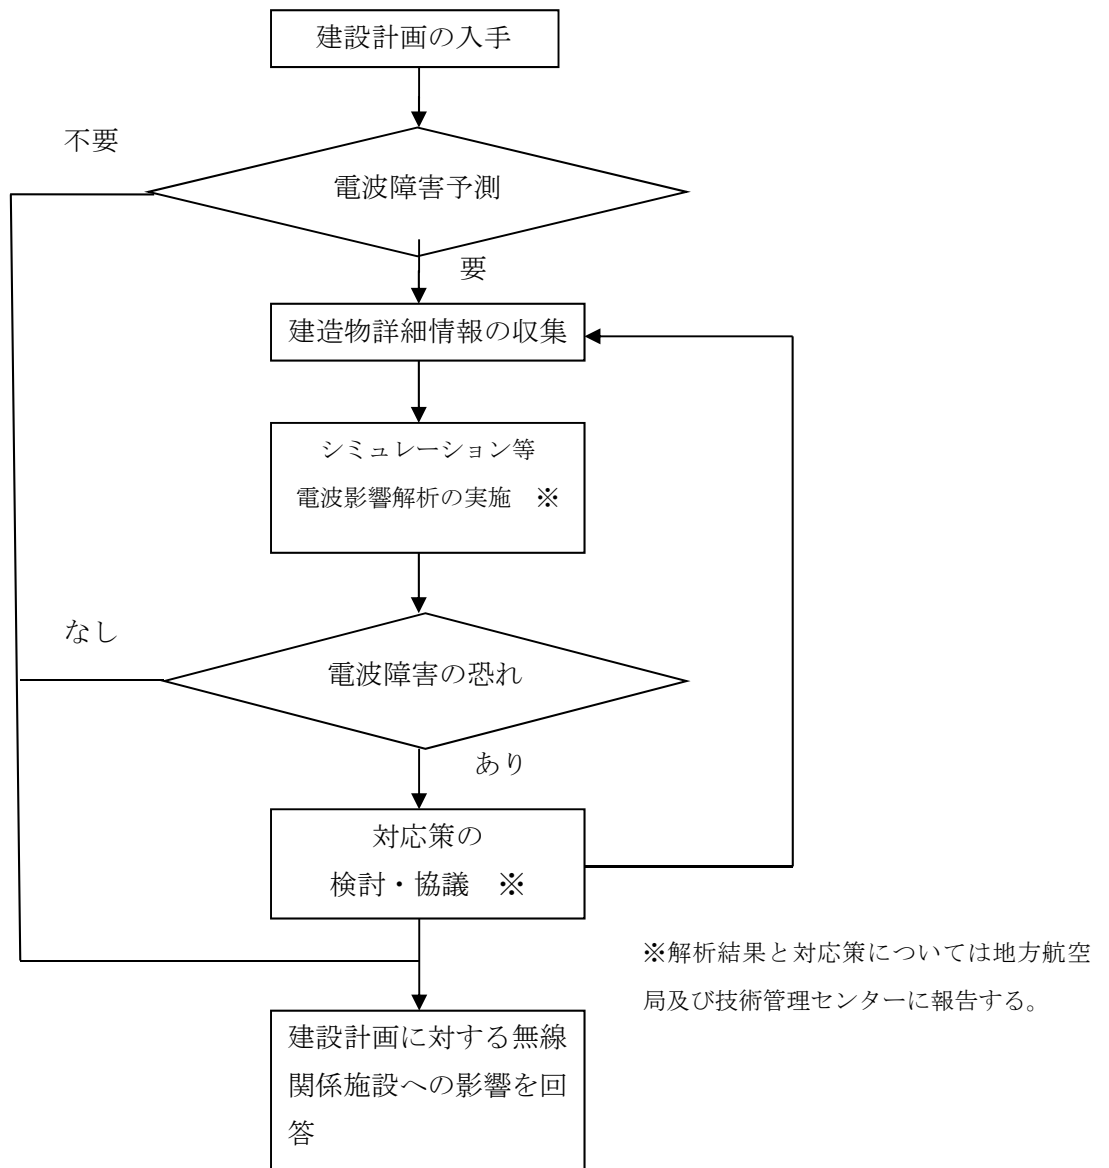 建設計画の入手
不要
電波障害予測
要
建造物詳細情報の収集
シミュレーション等
電波影響解析の実施　※
なし
電波障害の恐れ
あり
対応策の
検討・協議　※
※解析結果と対応策については地方航空
局及び技術管理センターに報告する。
建設計画に対する無線
関係施設への影響を回
答